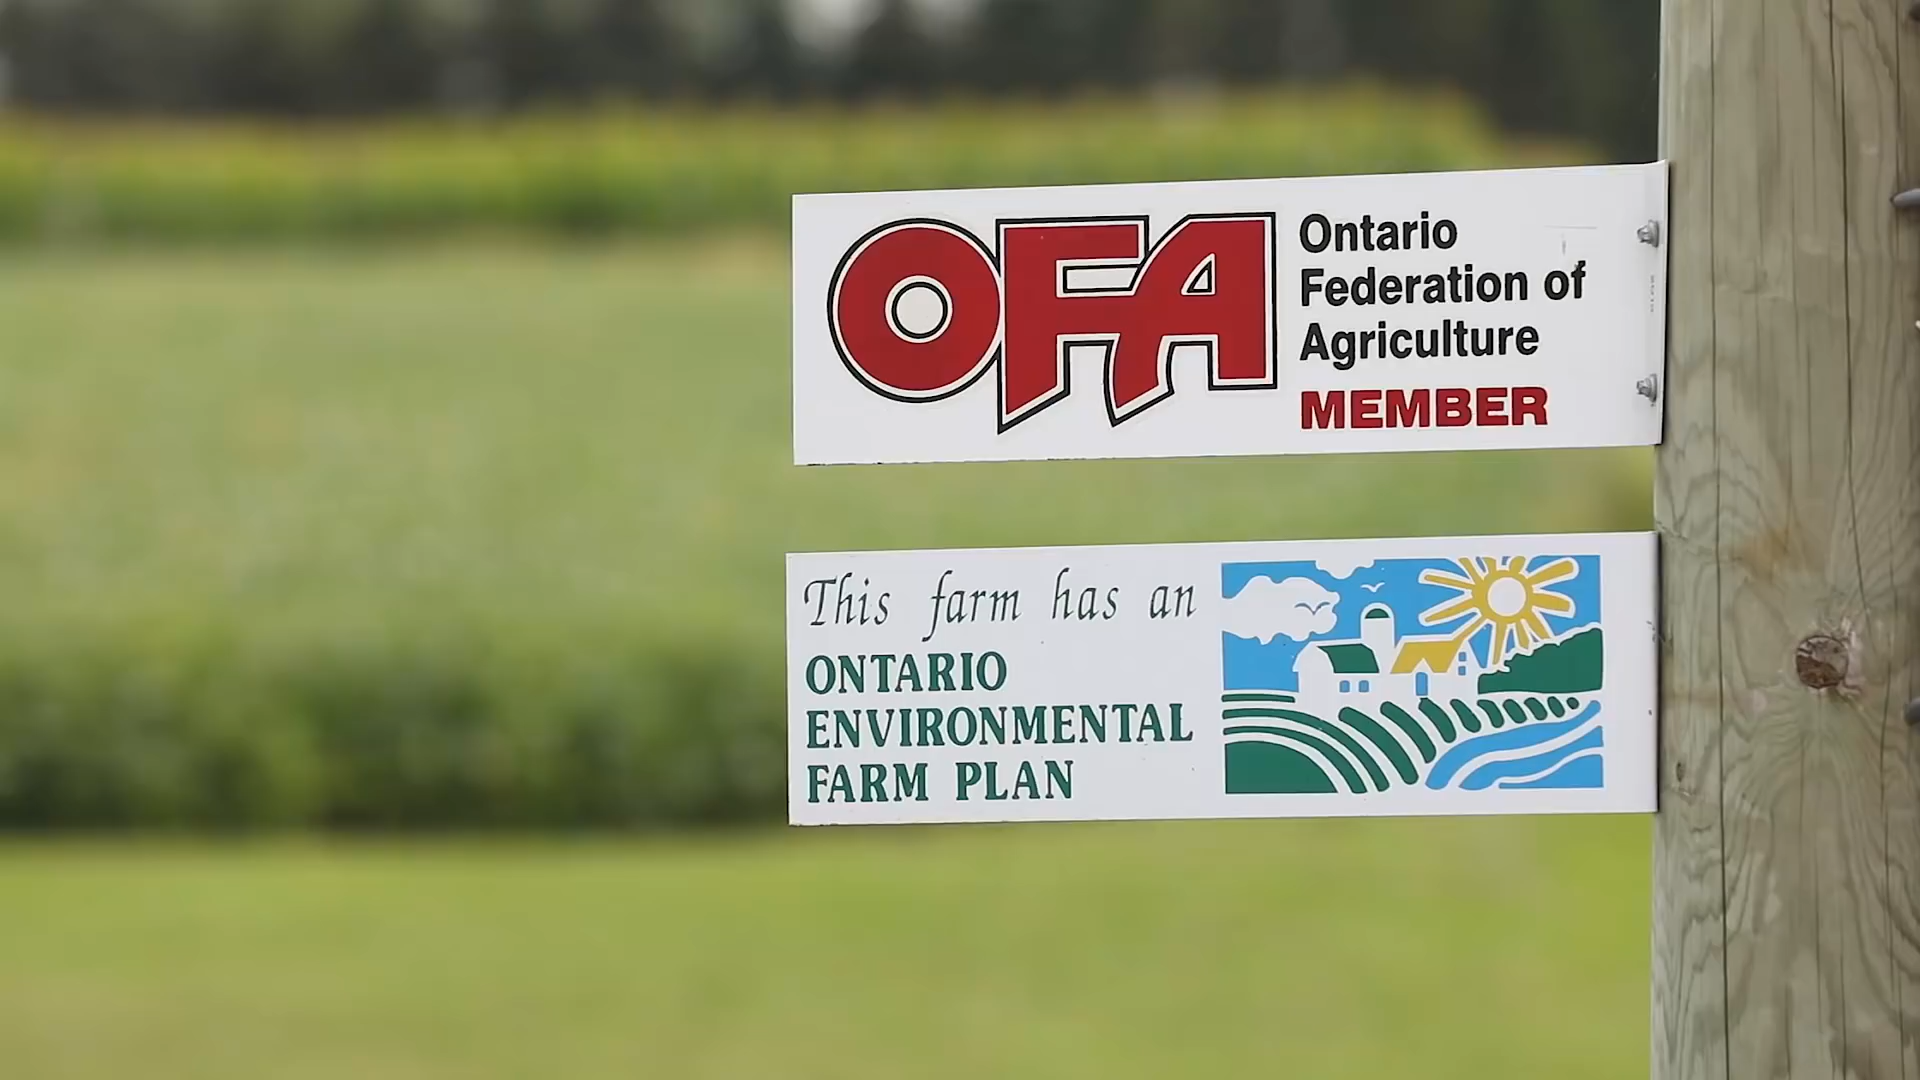 OFA
Ontario
Federation of
Agriculture
MEMBER
This farm has an
ONTARIO
ENVIRONMENTAL
FARM PLAN